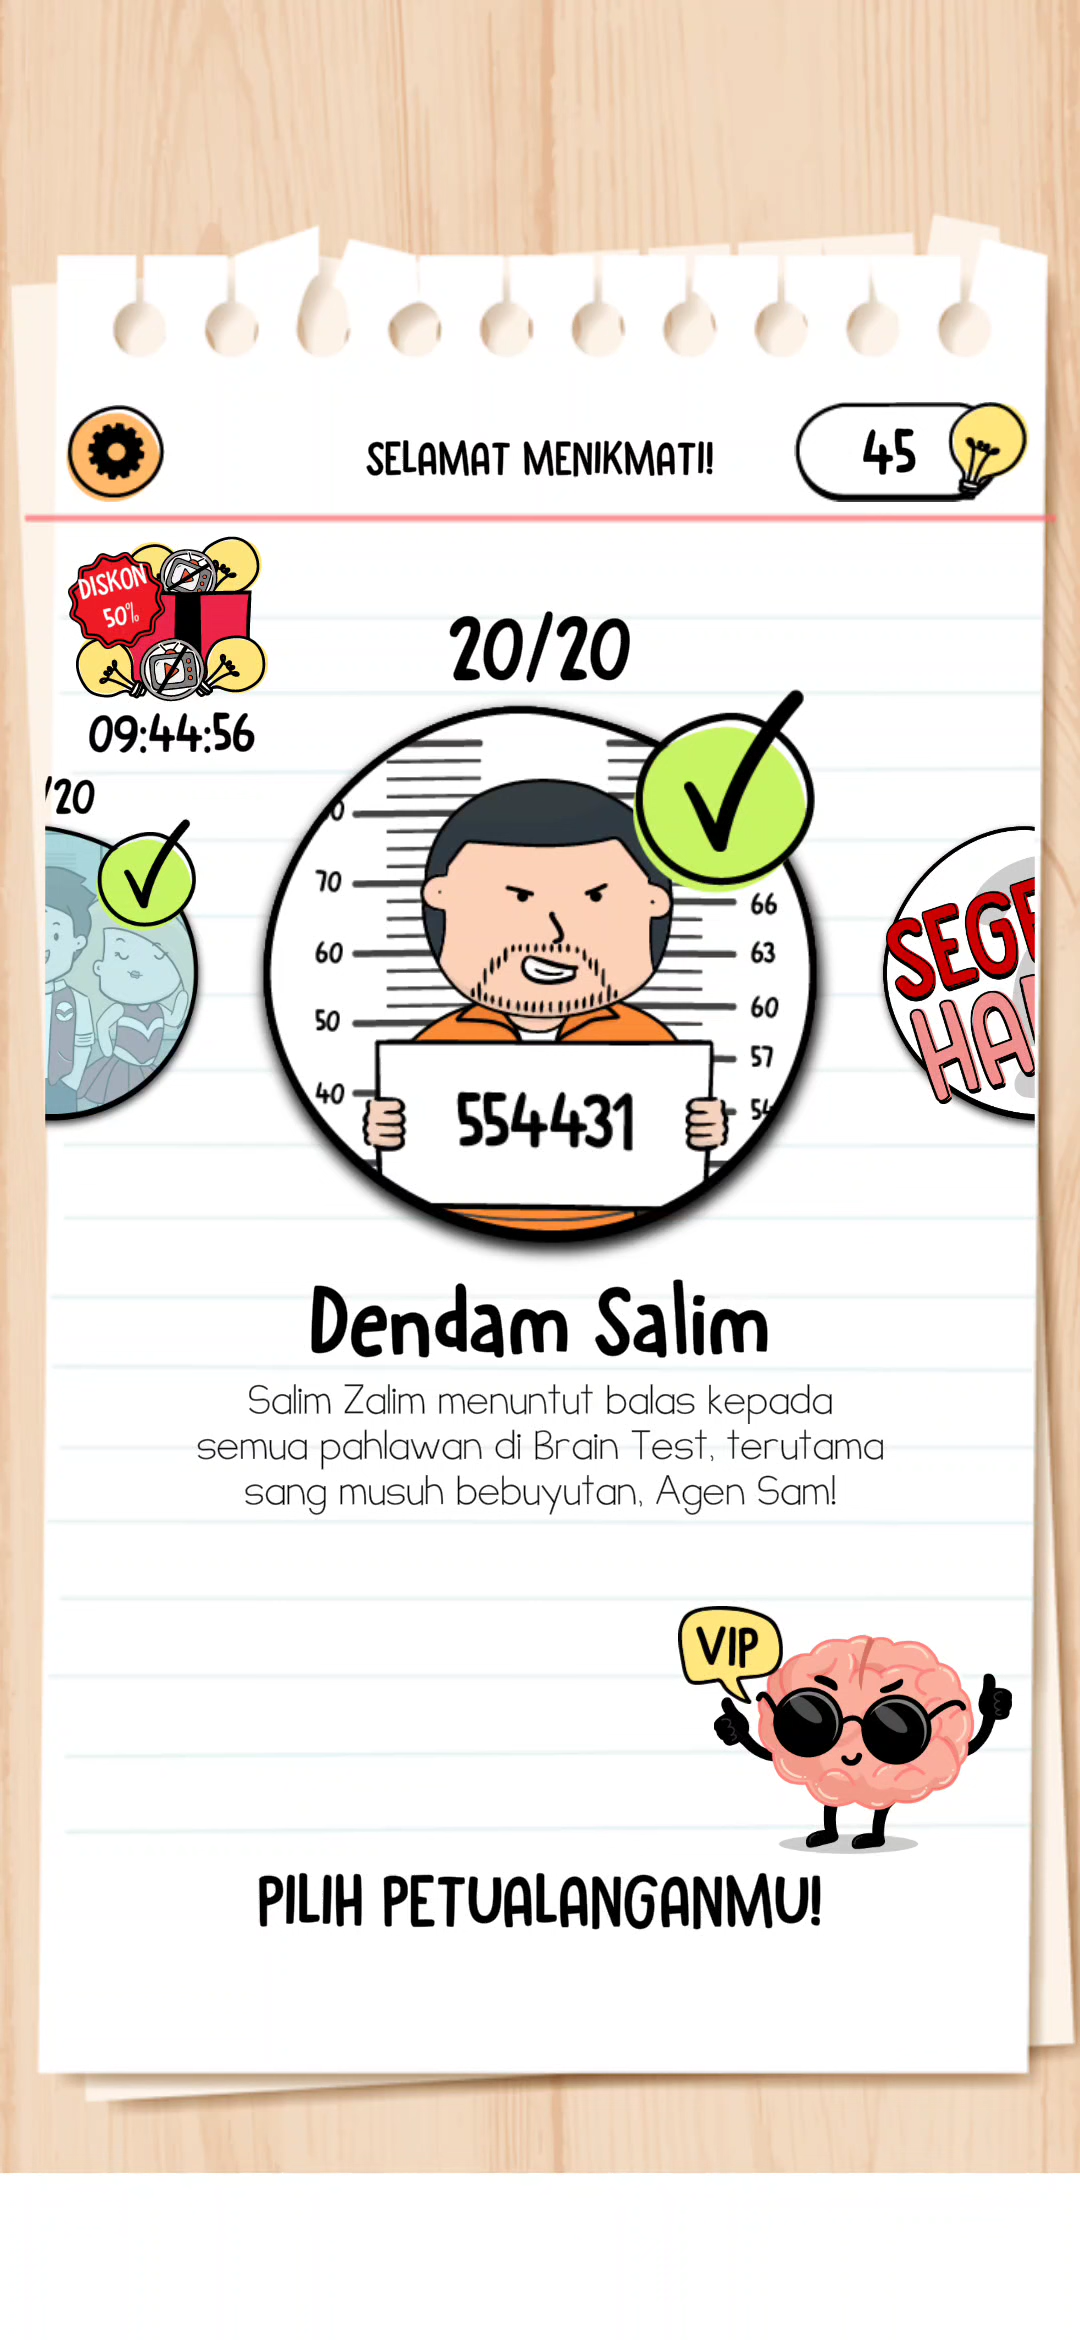 SELAMAT MENIKMATI!!
45
DISKON
50%
09:44:56
20/20
/20
70
60
50
40
66
63
60
57
54
554431
Dendam Salim
Salim Zalim menuntut balas kepada
semua pahlawan di Brain Test, terutama
sang musuh bebuyutan, Agen Sam!
VIP
PILIH PETUALANGANMU!